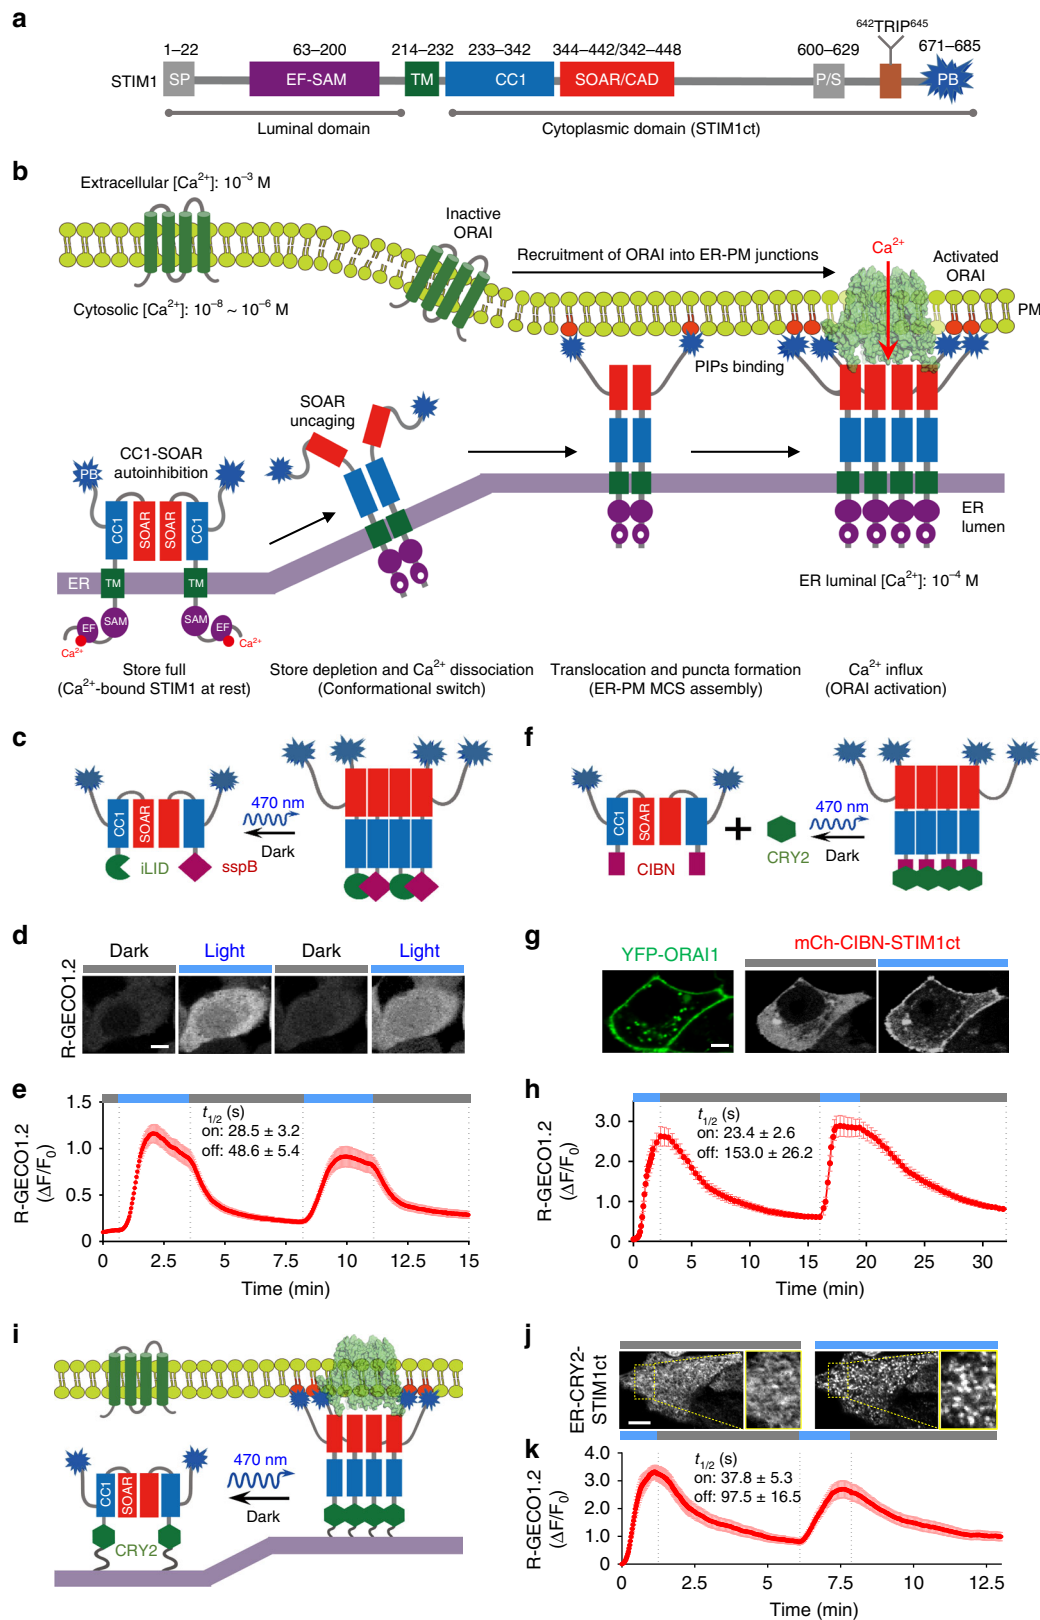 a
642TRIP645
1–22 63–200 214–232 233–342 344–442/342–448 600–629 671–685
STIM1 SP EF-SAM TM CC1 SOAR/CAD P/S PB
Luminal domain Cytoplasmic domain (STIM1ct)
b
Extracellular [Ca2+]: 10−3 M
Inactive
ORAI
Recruitment of ORAI into ER-PM junctions
Ca2+
Activated
ORAI
Cytosolic [Ca2+]: 10−8 ~ 10−6 M
PM
PIPs binding
SOAR
uncaging
CC1-SOAR
autoinhibition
PB
CC1 SOAR SOAR CC1
ER
TM TM
ER
lumen
ER luminal [Ca2+]: 10−4 M
EF SAM SAM EF
Ca2+ Ca2+
Store full
(Ca2+-bound STIM1 at rest)
Store depletion and Ca2+ dissociation
(Conformational switch)
Translocation and puncta formation
(ER-PM MCS assembly)
Ca2+ influx
(ORAI activation)
c
CC1 SOAR
470 nm
Dark
iLID sspB
f
CC1 SOAR
CIBN
+
CRY2
470 nm
Dark
d
Dark Light Dark Light
R-GECO1.2
g
YFP-ORAI1 mCh-CIBN-STIM1ct
e
R-GECO1.2
(ΔF/F0)
1.5
1.0
0.5
0
t1/2 (s)
on: 28.5 ± 3.2
off: 48.6 ± 5.4
0 2.5 5 7.5 10 12.5 15
Time (min)
h
R-GECO1.2
(ΔF/F0)
3.0
2.0
1.0
0
t1/2 (s)
on: 23.4 ± 2.6
off: 153.0 ± 26.2
0 5 10 15 20 25 30
Time (min)
i
CC1 SOAR
CRY2
470 nm
Dark
j
ER-CRY2-
STIM1ct
k
R-GECO1.2
(ΔF/F0)
4.0
3.0
2.0
1.0
0
t1/2 (s)
on: 37.8 ± 5.3
off: 97.5 ± 16.5
0 2.5 5 7.5 10 12.5
Time (min)